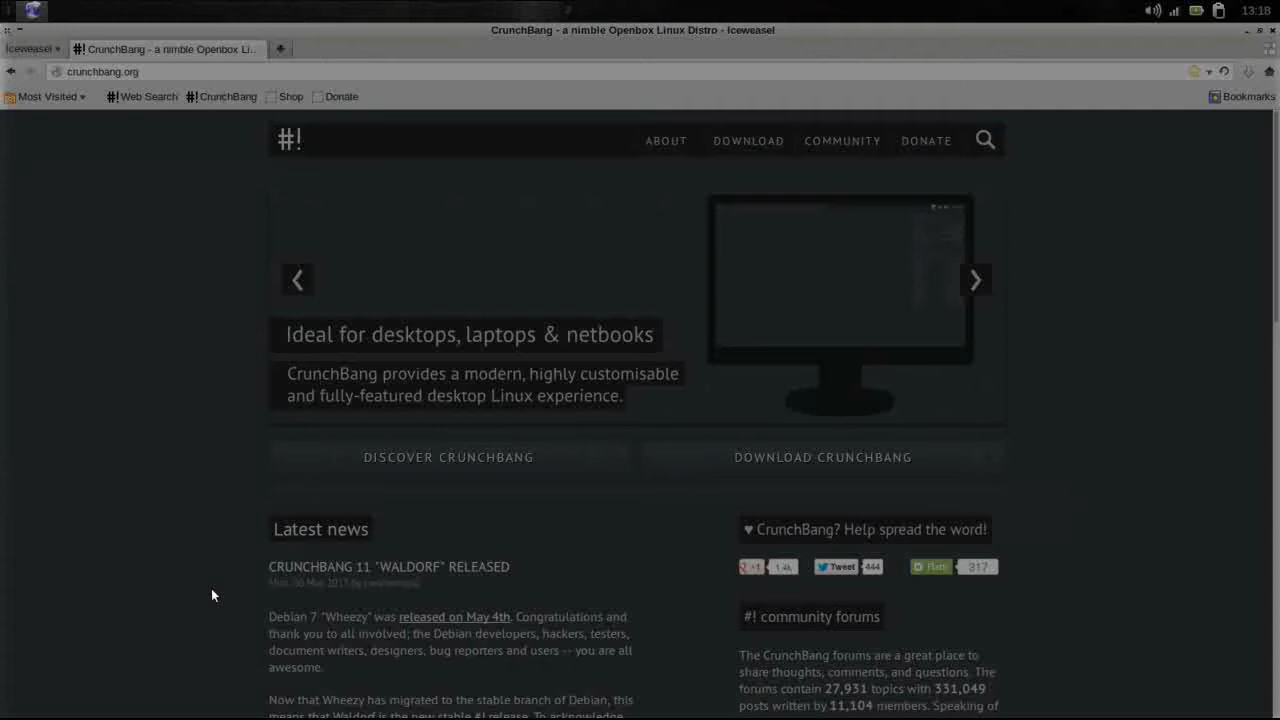 13:18
CrunchBang - a nimble Openbox Linux Distro - Iceweasel
Iceweasel
#! CrunchBang - a nimble Openbox Li...
crunchbang.org
Most Visited
#! Web Search
#! CrunchBang
Shop
Donate
Bookmarks
#!
ABOUT
DOWNLOAD
COMMUNITY
DONATE
Ideal for desktops, laptops & netbooks
CrunchBang provides a modern, highly customisable
and fully-featured desktop Linux experience.
DISCOVER CRUNCHBANG
DOWNLOAD CRUNCHBANG
Latest news
CRUNCHBANG 11 "WALDORF" RELEASED
Debian 7 "Wheezy" was released on May 4th. Congratulations and
thank you to all involved; the Debian developers, hackers, testers,
document writers, designers, bug reporters and users -- you are all
awesome.
Now that Wheezy has migrated to the stable branch of Debian, this
means that Waldorf is the new stable #! release. To acknowledge
♥ CrunchBang? Help spread the word!
+1
1.4k
Tweet
444
Flattr
317
#! community forums
The CrunchBang forums are a great place to
share thoughts, comments, and questions. The
forums contain 27,931 topics with 331,049
posts written by 11,104 members. Speaking of